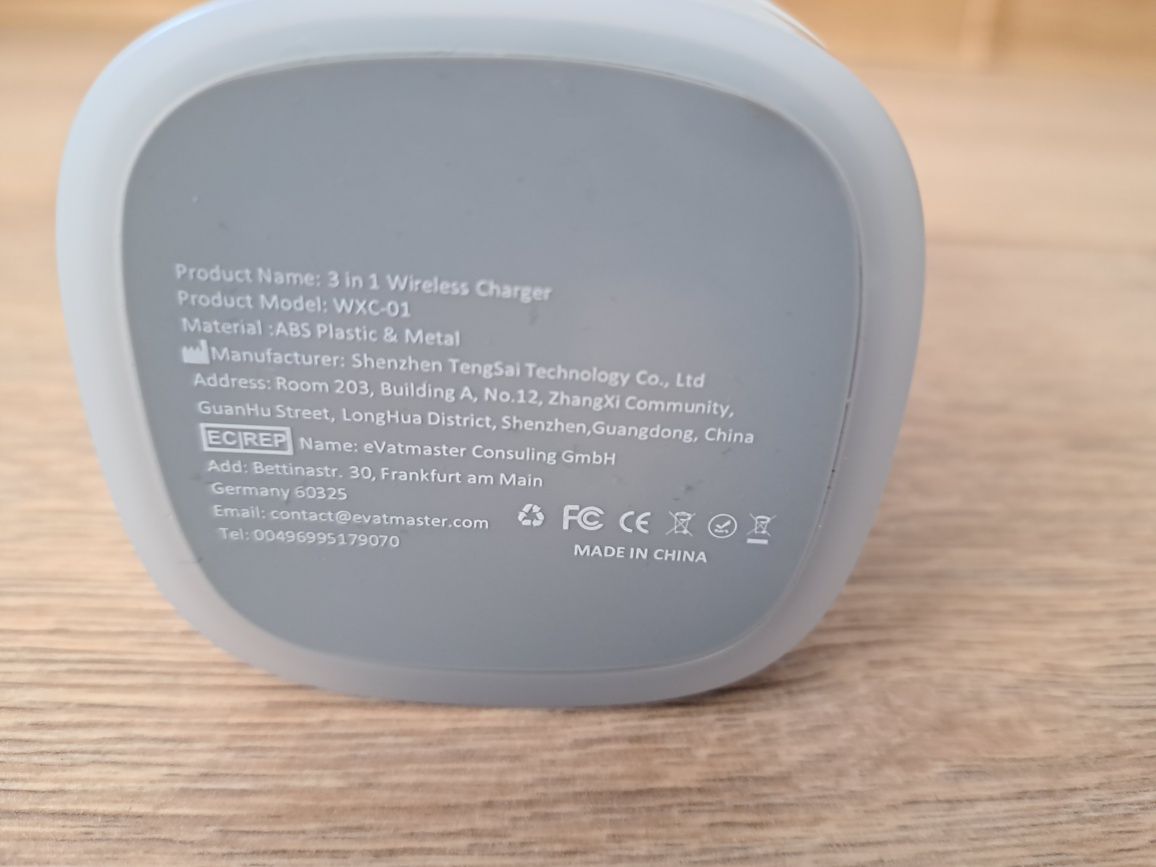 Product Name: 3 in 1 Wireless Charger
Product Model: WXC-01
Material :ABS Plastic & Metal
Manufacturer: Shenzhen TengSai Technology Co., Ltd
Address: Room 203, Building A, No.12, ZhangXi Community,
GuanHu Street, LongHua District, Shenzhen,Guangdong, China
EC REP Name: eVatmaster Consuling GmbH
Add: Bettinastr. 30, Frankfurt am Main
Germany 60325
Email: contact@evatmaster.com
Tel: 00496995179070
FC CE
MADE IN CHINA